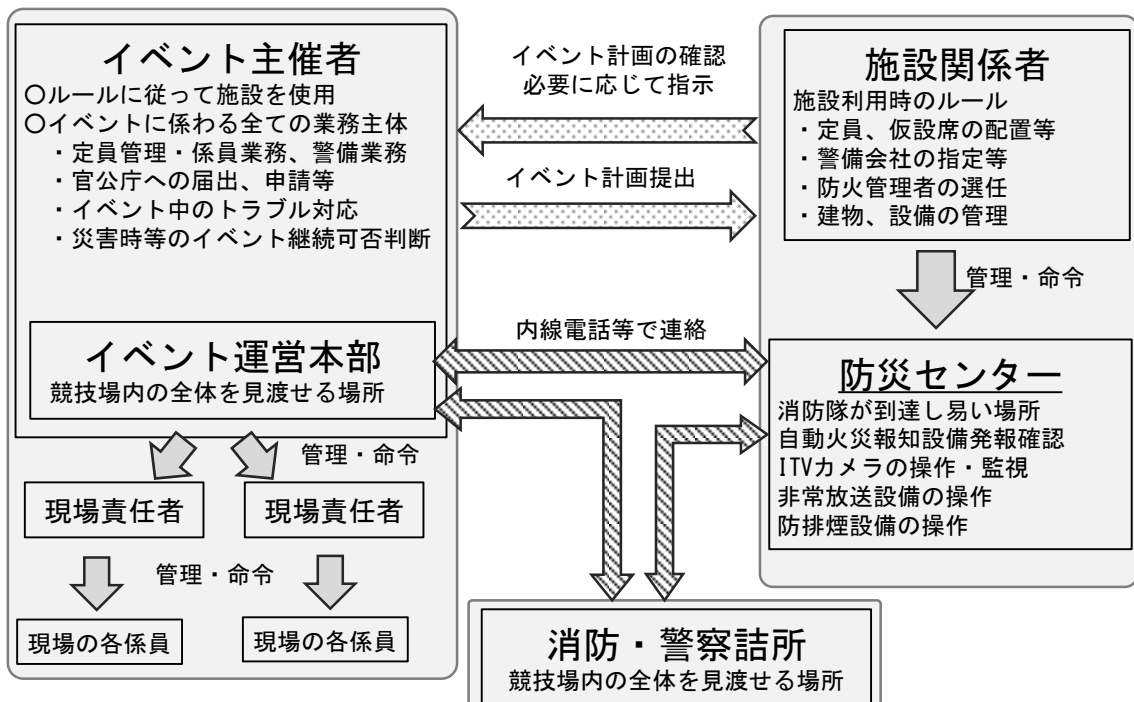 イベント主催者
〇ルールに従って施設を使用
〇イベントに係わる全ての業務主体
・定員管理・係員業務、警備業務
・官公庁への届出、申請等
・イベント中のトラブル対応
・災害時等のイベント継続可否判断
イベント計画の確認
必要に応じて指示
イベント計画提出
施設関係者
施設利用時のルール
・定員、仮設席の配置等
・警備会社の指定等
・防火管理者の選任
・建物、設備の管理
管理・命令
イベント運営本部
競技場内の全体を見渡せる場所
内線電話等で連絡
防災センター
消防隊が到達し易い場所
自動火災報知設備発報確認
ITVカメラの操作・監視
非常放送設備の操作
防排煙設備の操作
管理・命令
現場責任者
現場責任者
管理・命令
現場の各係員
現場の各係員
消防・警察詰所
競技場内の全体を見渡せる場所